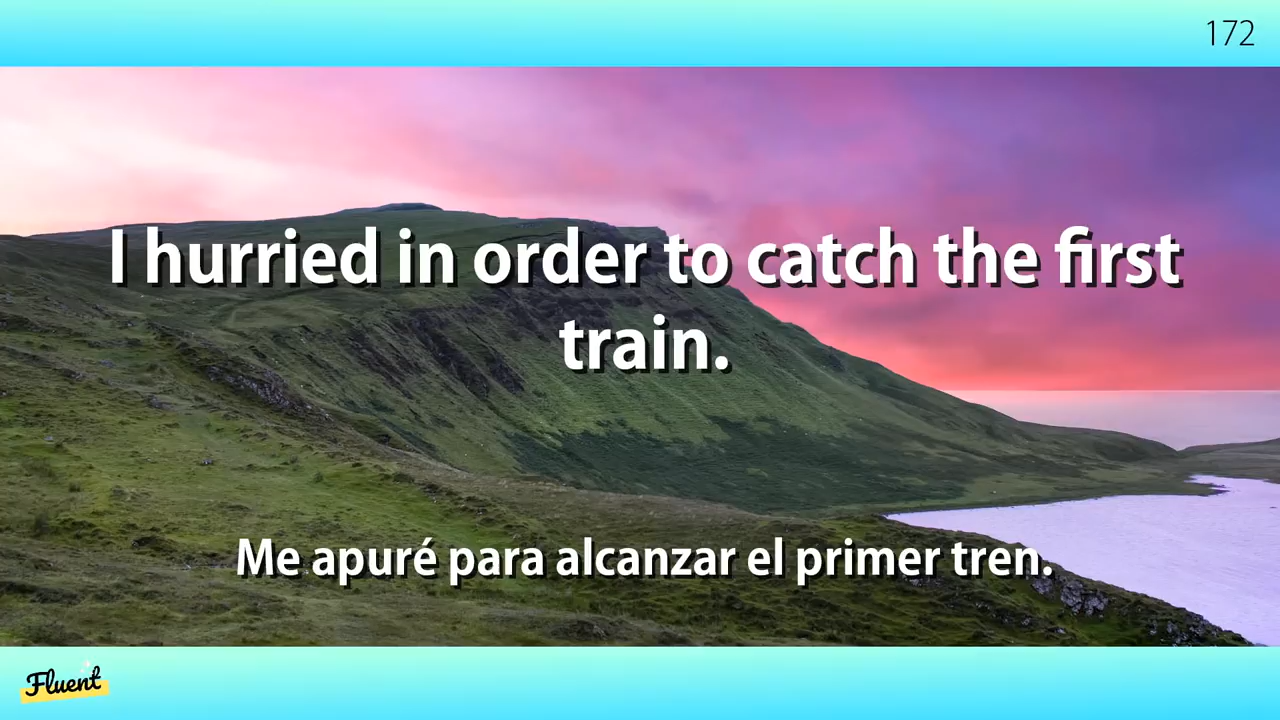 172
I hurried in order to catch the first
train.
Me apuré para alcanzar el primer tren.
Fluent